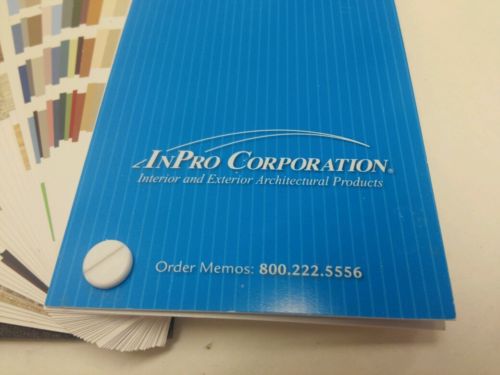 INPRO CORPORATION®
Interior and Exterior Architectural Products
Order Memos: 800.222.5556